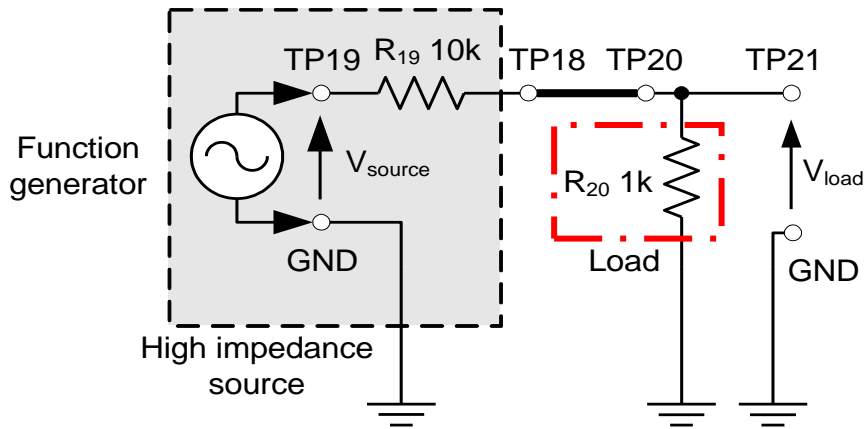 TP19
R19 10k
TP18
TP20
TP21
Function
generator
Vsource
R20 1k
Vload
GND
Load
GND
High impedance
source